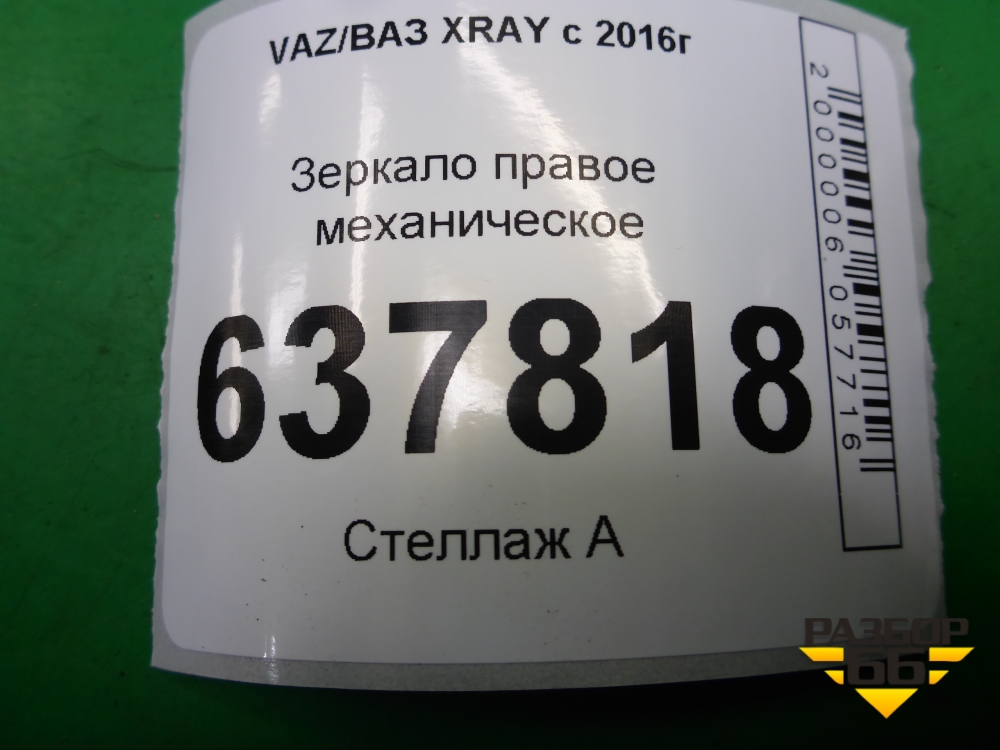 VAZ/ВАЗ XRAY с 2016г
Зеркало правое
механическое
637818
Стеллаж А
2000006057716
РАЗБОР
66